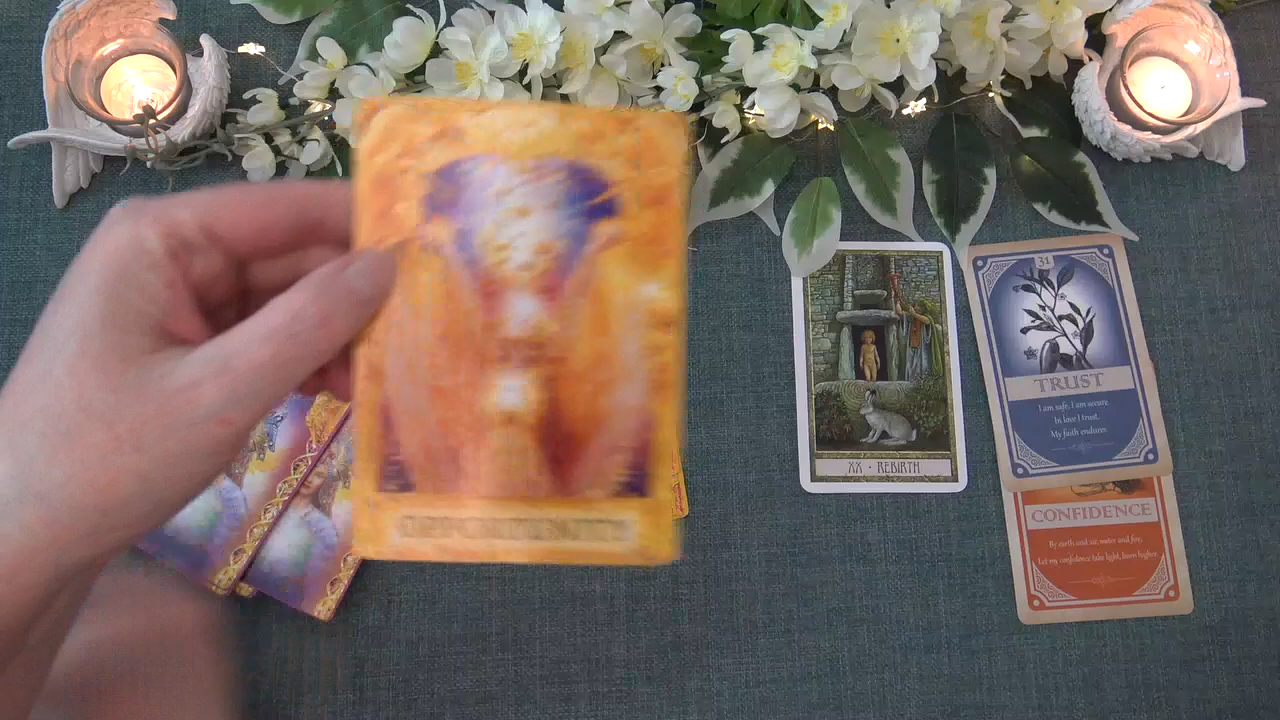 XX • REBIRTH
31
TRUST
I am safe, I am secure.
In love I trust.
My faith endures.
CONFIDENCE
By earth and air, water and fire,
Let my confidence take light, burn higher.